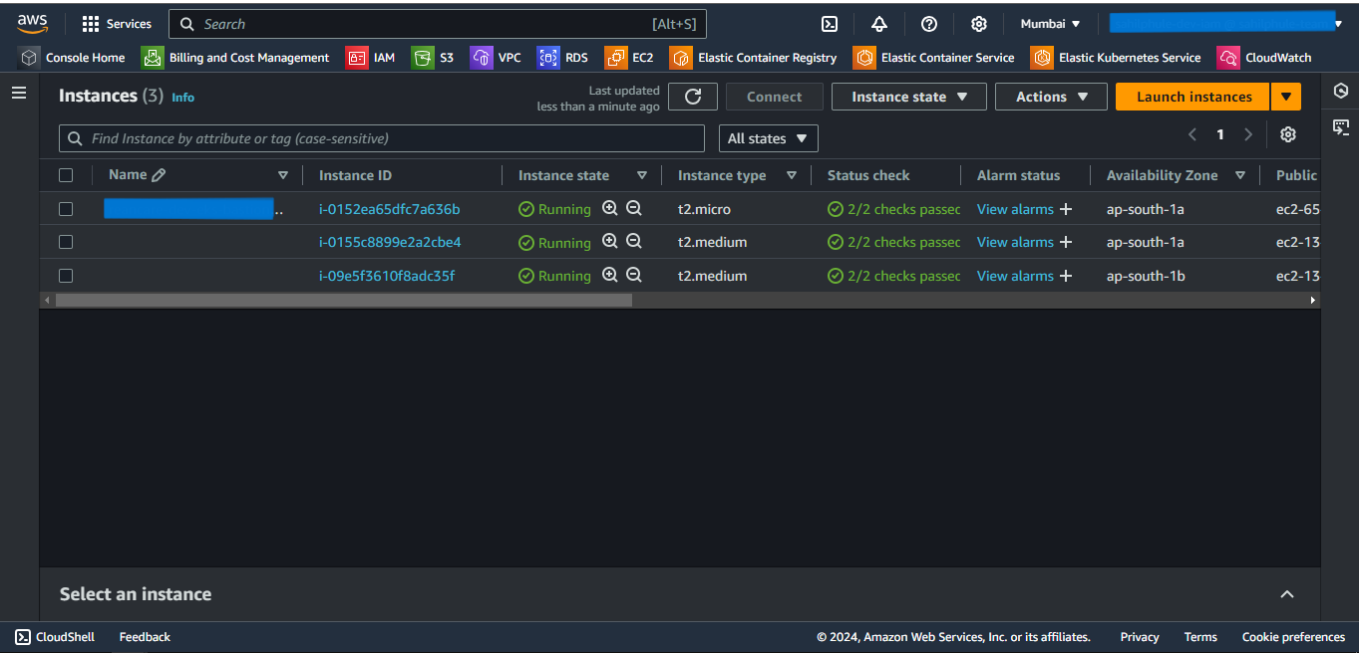 aws Services Search [Alt+S] Mumbai
Console Home Billing and Cost Management IAM S3 VPC RDS EC2 Elastic Container Registry Elastic Container Service Elastic Kubernetes Service CloudWatch
Instances (3) Info
Last updated
less than a minute ago
Connect Instance state Actions Launch instances
Find Instance by attribute or tag (case-sensitive) All states 1
Name Instance ID Instance state Instance type Status check Alarm status Availability Zone Public
.. i-0152ea65dfc7a636b Running t2.micro 2/2 checks passec View alarms + ap-south-1a ec2-65
i-0155c8899e2a2cbe4 Running t2.medium 2/2 checks passec View alarms + ap-south-1a ec2-13
i-09e5f3610f8adc35f Running t2.medium 2/2 checks passec View alarms + ap-south-1b ec2-13
Select an instance
CloudShell Feedback © 2024, Amazon Web Services, Inc. or its affiliates. Privacy Terms Cookie preferences